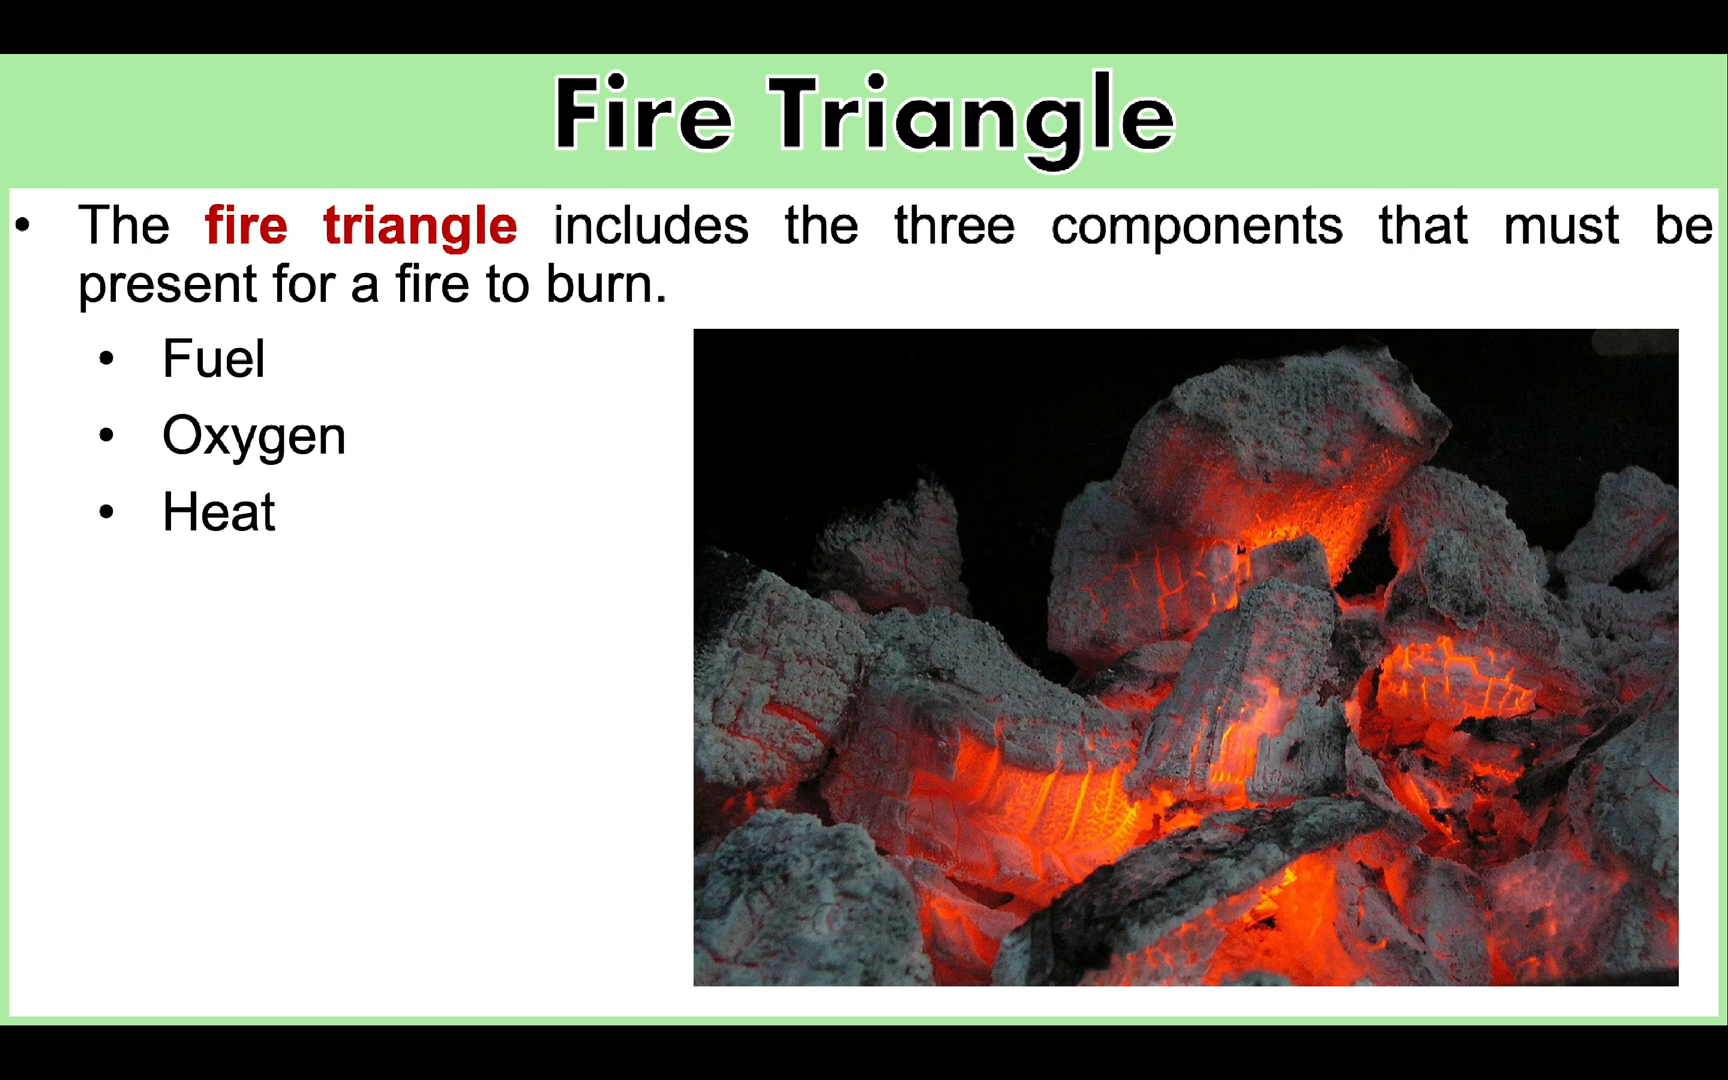 Fire Triangle
• The fire triangle includes the three components that must be
present for a fire to burn.
• Fuel
• Oxygen
• Heat